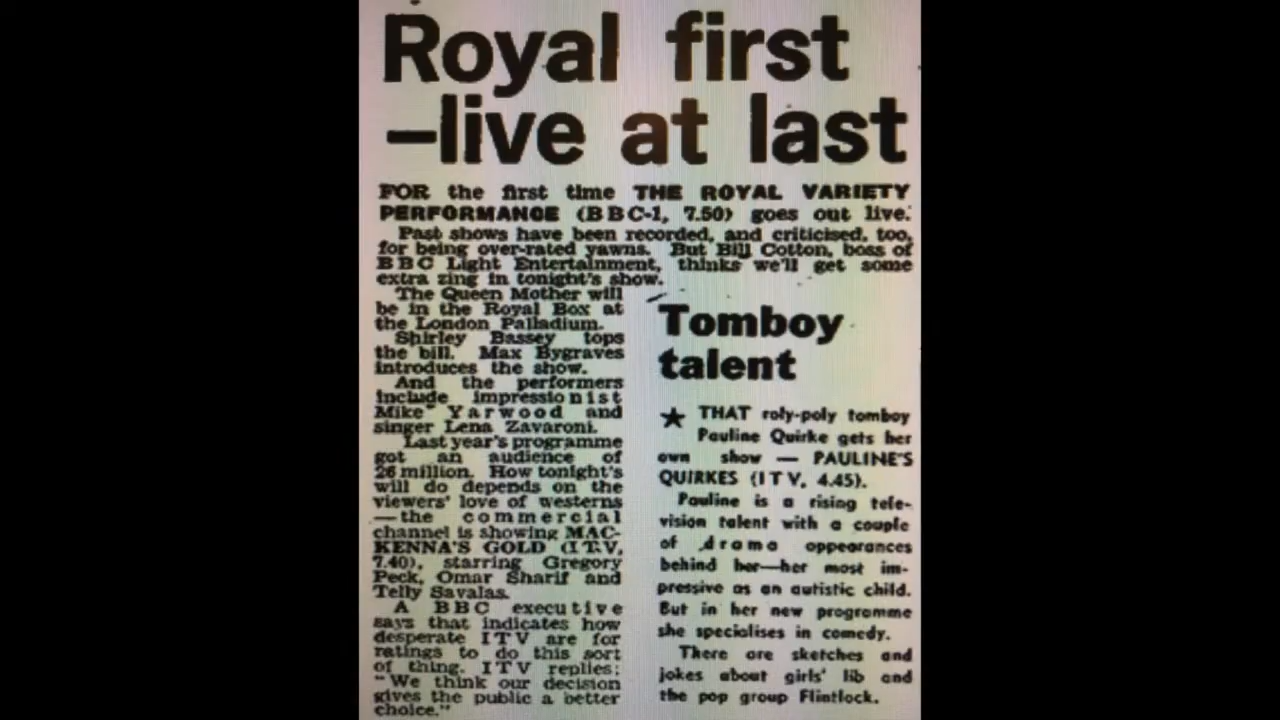 Royal first
–live at last
FOR the first time THE ROYAL VARIETY
PERFORMANCE (BBC-1, 7.50) goes out live.
Past shows have been recorded, and criticised, too,
for being over-rated yawns. But Bill Cotton, boss of
BBC Light Entertainment, thinks we'll get some
extra zing in tonight's show.
The Queen Mother will
be in the Royal Box at
the London Palladium.
Shirley Bassey tops
the bill. Max Bygraves
introduces the show.
And the performers
include impressionist
Mike Yarwood and
singer Lena Zavaroni.
Last year's programme
got an audience of
26 million. How tonight's
will do depends on the
viewers' love of westerns
—the commercial
channel is showing MAC-
KENNA'S GOLD (ITV,
7.40), starring Gregory
Peck, Omar Sharif and
Telly Savalas.
A BBC executive
says that indicates how
desperate ITV are for
ratings to do this sort
of thing. ITV replies:
"We think our decision
gives the public a better
choice."
Tomboy
talent
★ THAT roly-poly tomboy
Pauline Quirke gets her
own show — PAULINE'S
QUIRKES (ITV, 4.45).
Pauline is a rising tele-
vision talent with a couple
of drama appearances
behind her—her most im-
pressive as an autistic child.
But in her new programme
she specialises in comedy.
There are sketches and
jokes about girls' lib and
the pop group Flintlock.